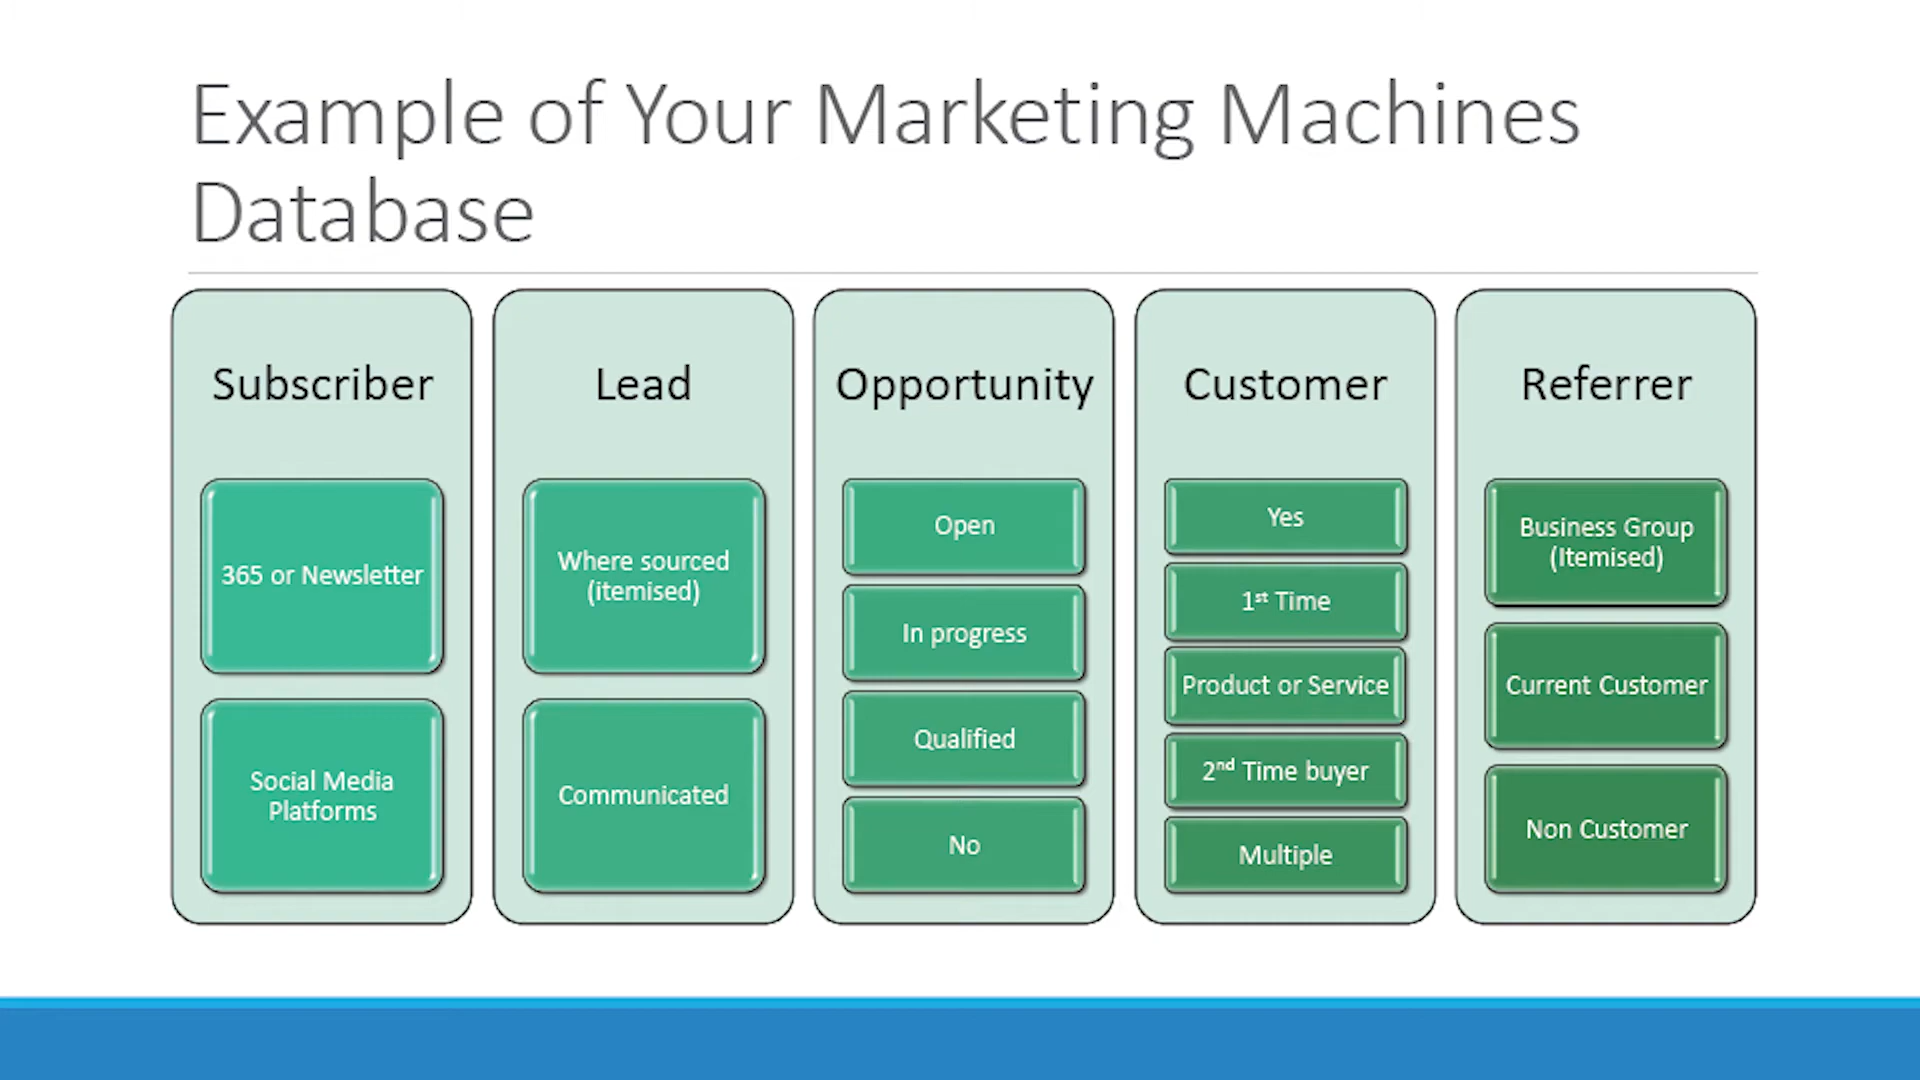 Example of Your Marketing Machines
Database
Subscriber
365 or Newsletter
Social Media
Platforms
Lead
Where sourced
(itemised)
Communicated
Opportunity
Open
In progress
Qualified
No
Customer
Yes
1st Time
Product or Service
2nd Time buyer
Multiple
Referrer
Business Group
(Itemised)
Current Customer
Non Customer